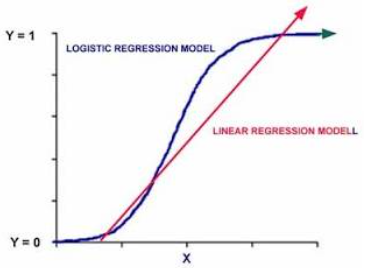 Y = 1
LOGISTIC REGRESSION MODEL
LINEAR REGRESSION MODELL
Y = 0
X